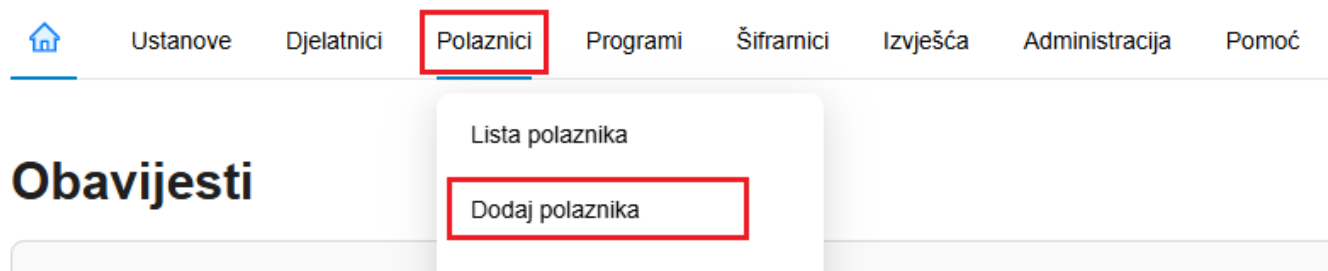 Ustanove Djelatnici Polaznici Programi Šifrarnici Izvješća Administracija Pomoć
Lista polaznika
Obavijesti
Dodaj polaznika